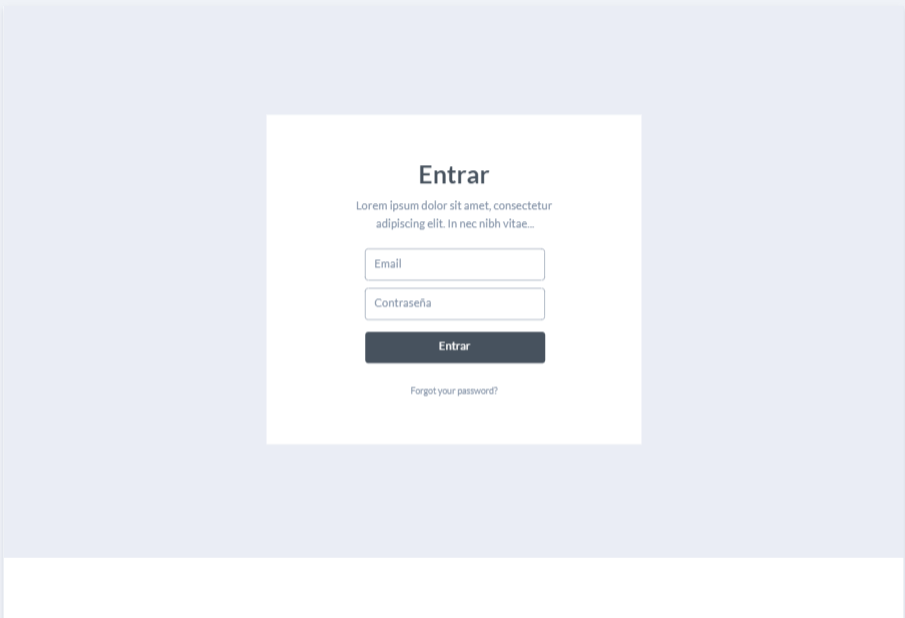 Entrar
Lorem ipsum dolor sit amet, consectetur
adipiscing elit. In nec nibh vitae...
Email
Contraseña
Entrar
Forgot your password?